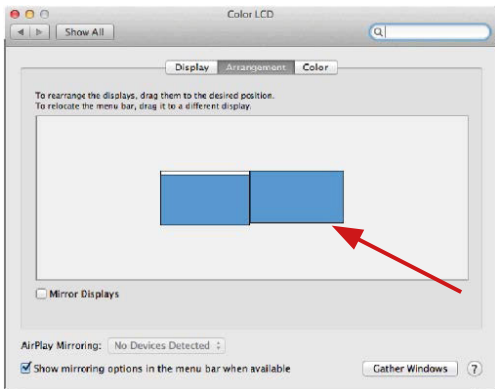 Color LCD
Show All
Display Arrangement Color
To rearrange the displays, drag them to the desired position.
To relocate the menu bar, drag it to a different display.
Mirror Displays
AirPlay Mirroring: No Devices Detected
Show mirroring options in the menu bar when available
Gather Windows ?